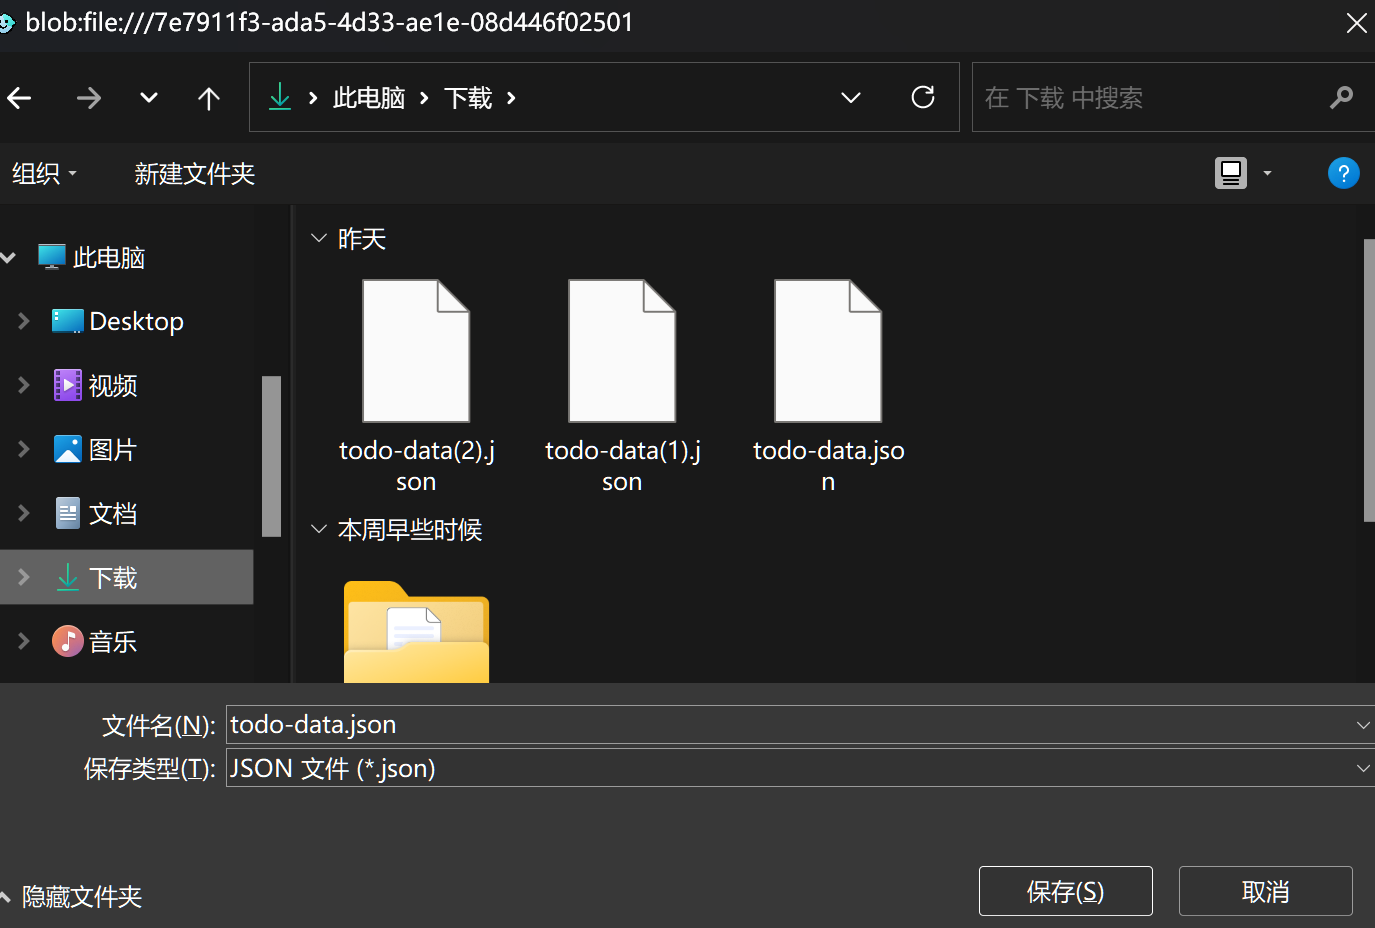 blob:file:///7e7911f3-ada5-4d33-ae1e-08d446f02501
此电脑 下载
在 下载 中搜索
组织
新建文件夹
此电脑
Desktop
视频
图片
文档
下载
音乐
昨天
todo-data(2).j
son
todo-data(1).j
son
todo-data.jso
n
本周早些时候
文件名(N):
todo-data.json
保存类型(T):
JSON 文件 (*.json)
隐藏文件夹
保存(S)
取消